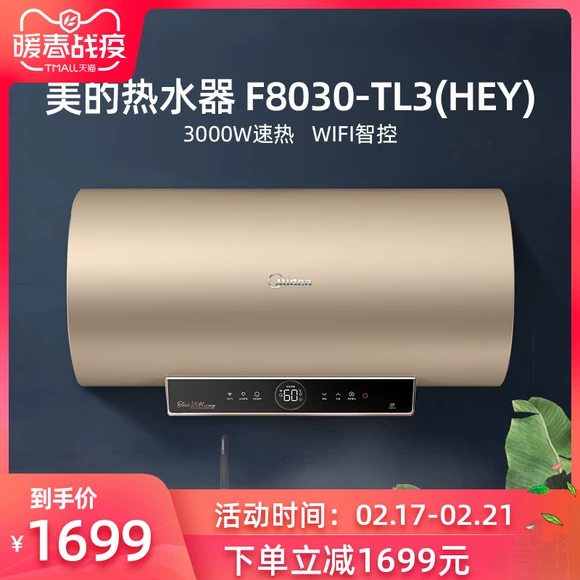 暖春战疫
TMALL天猫
美的热水器 F8030-TL3(HEY)
3000W速热 WIFI智控
Midea
60
到手价
¥1699
活动时间：02.17-02.21
下单立减1699元